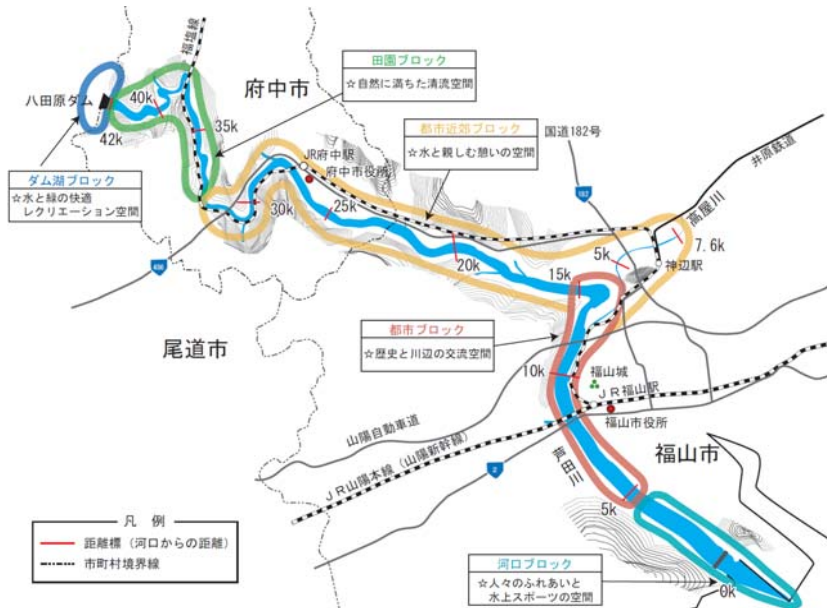 福塩線
田園ブロック
☆自然に満ちた清流空間
府中市
八田原ダム
40k
42k
35k
都市近郊ブロック
☆水と親しむ憩いの空間
国道182号
井原鉄道
JR府中駅
府中市役所
182
高屋川
ダム湖ブロック
☆水と緑の快適
レクリエーション空間
30k
25k
20k
15k
5k
7.6k
神辺駅
486
尾道市
都市ブロック
☆歴史と川辺の交流空間
10k
福山城
JR福山駅
福山市役所
山陽自動車道
JR山陽本線(山陽新幹線)
2
芦田川
福山市
5k
凡 例
距離標(河口からの距離)
市町村境界線
河口ブロック
☆人々のふれあいと
水上スポーツの空間
0k